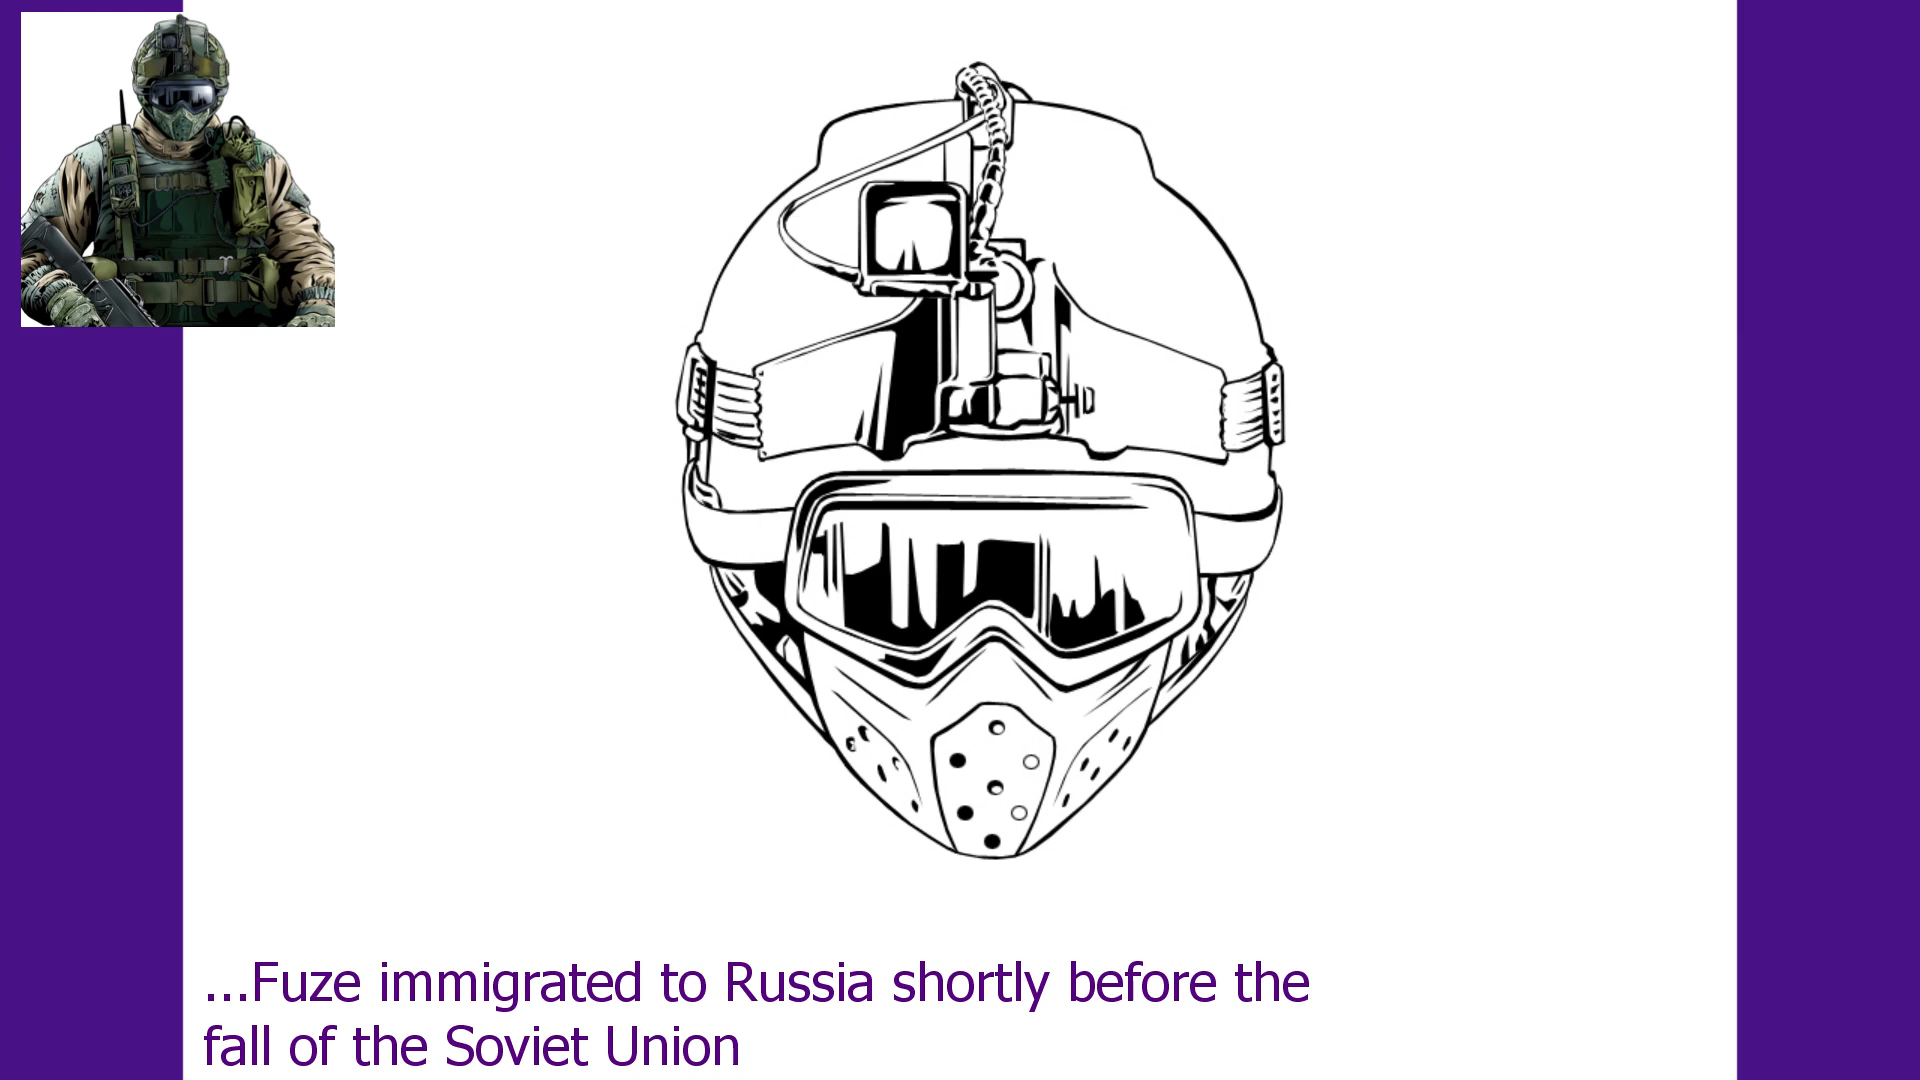 ...Fuze immigrated to Russia shortly before the
fall of the Soviet Union